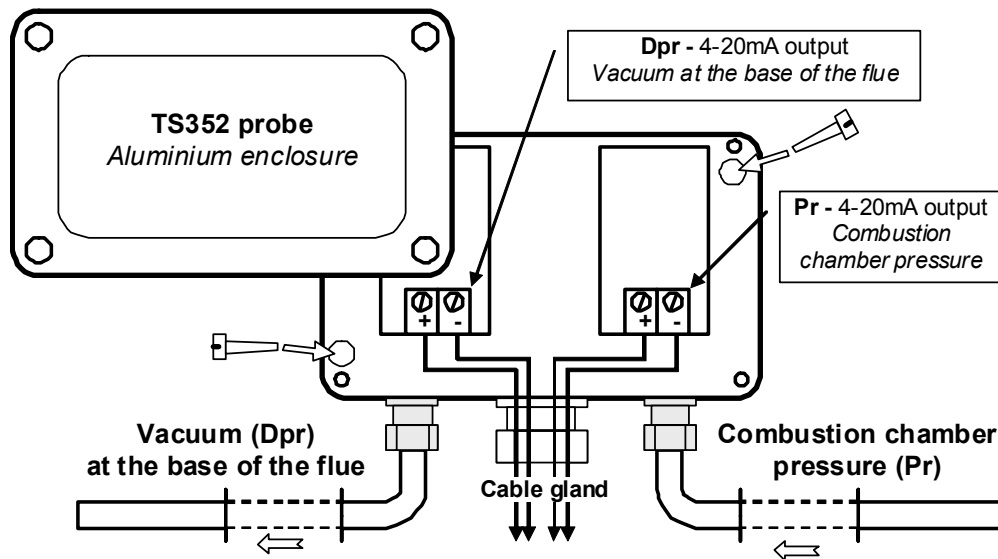 Dpr - 4-20mA output
Vacuum at the base of the flue
TS352 probe
Aluminium enclosure
Pr - 4-20mA output
Combustion
chamber pressure
+ -
+ -
Vacuum (Dpr)
at the base of the flue
Cable gland
Combustion chamber
pressure (Pr)